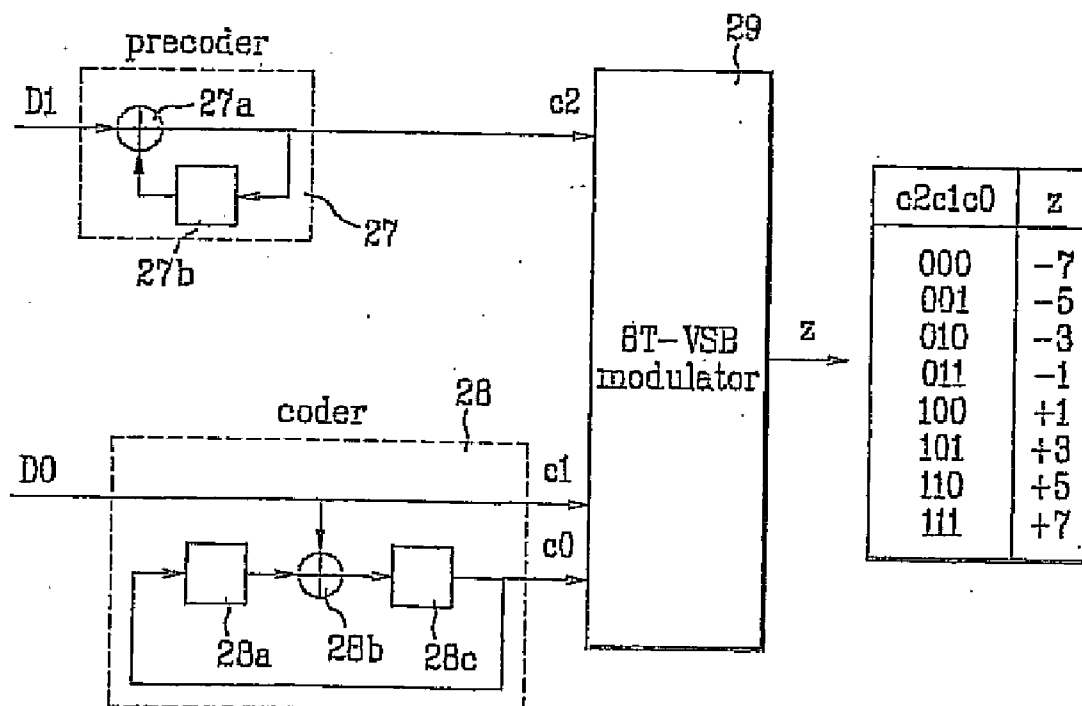 precoder
29
D1
27a
c2
27b
27
c2c1c0 z
000 -7
001 -5
010 -3
011 -1
100 +1
101 +3
110 +5
111 +7
8T-VSB
modulator
z
coder
28
D0
c1
c0
28a
28b
28c